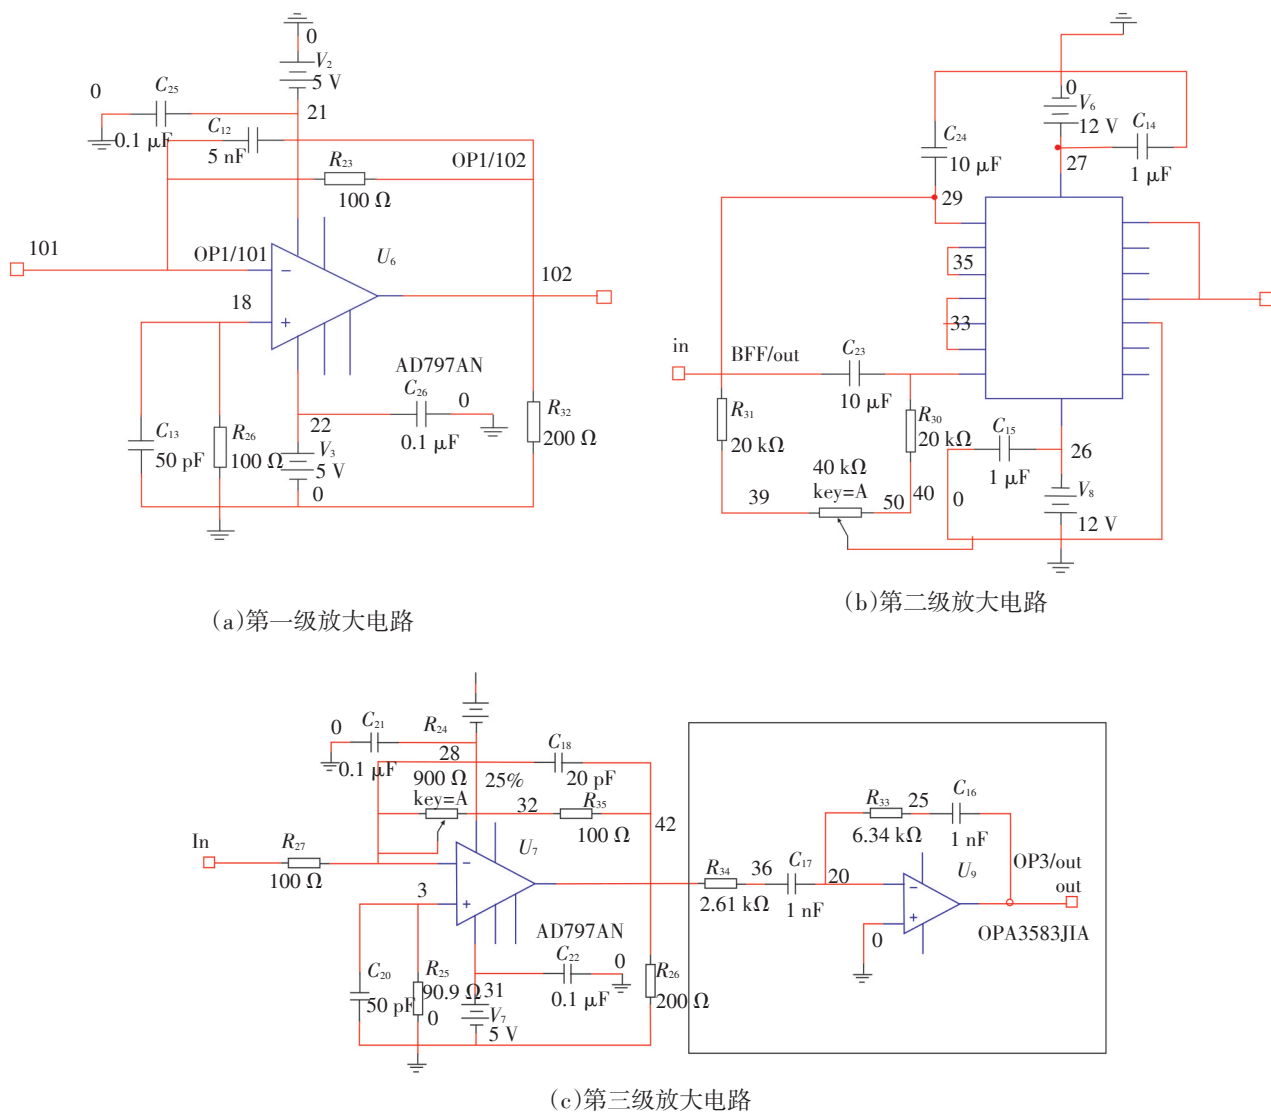 0
V₂
5 V
21
0
C₂₅
0.1 μF
C₁₂
5 nF
R₂₃
100 Ω
OP1/102
101
OP1/101
U₆
102
18
−
+
AD797AN
C₂₆
0
0.1 μF
22
C₁₃
50 pF
R₂₆
100 Ω
V₃
5 V
0
R₃₂
200 Ω
(a)第一级放大电路
0
V₆
12 V
C₁₄
1 μF
27
C₂₄
10 μF
29
35
33
in
BFF/out
C₂₃
10 μF
R₃₁
20 kΩ
R₃₀
20 kΩ
40 kΩ
key=A
39
50
40
C₁₅
1 μF
0
26
V₈
12 V
(b)第二级放大电路
0
C₂₁
0.1 μF
R₂₄
28
900 Ω
key=A
25%
C₁₈
20 pF
32
R₃₅
100 Ω
42
In
R₂₇
100 Ω
U₇
3
−
+
AD797AN
C₂₂
0
0.1 μF
C₂₀
50 pF
R₂₅
90.9 Ω
0
31
V₇
5 V
R₂₆
200 Ω
R₃₄
2.61 kΩ
36
C₁₇
1 nF
20
R₃₃
6.34 kΩ
25
C₁₆
1 nF
U₉
−
+
0
OP3/out
out
OPA3583JIA
(c)第三级放大电路